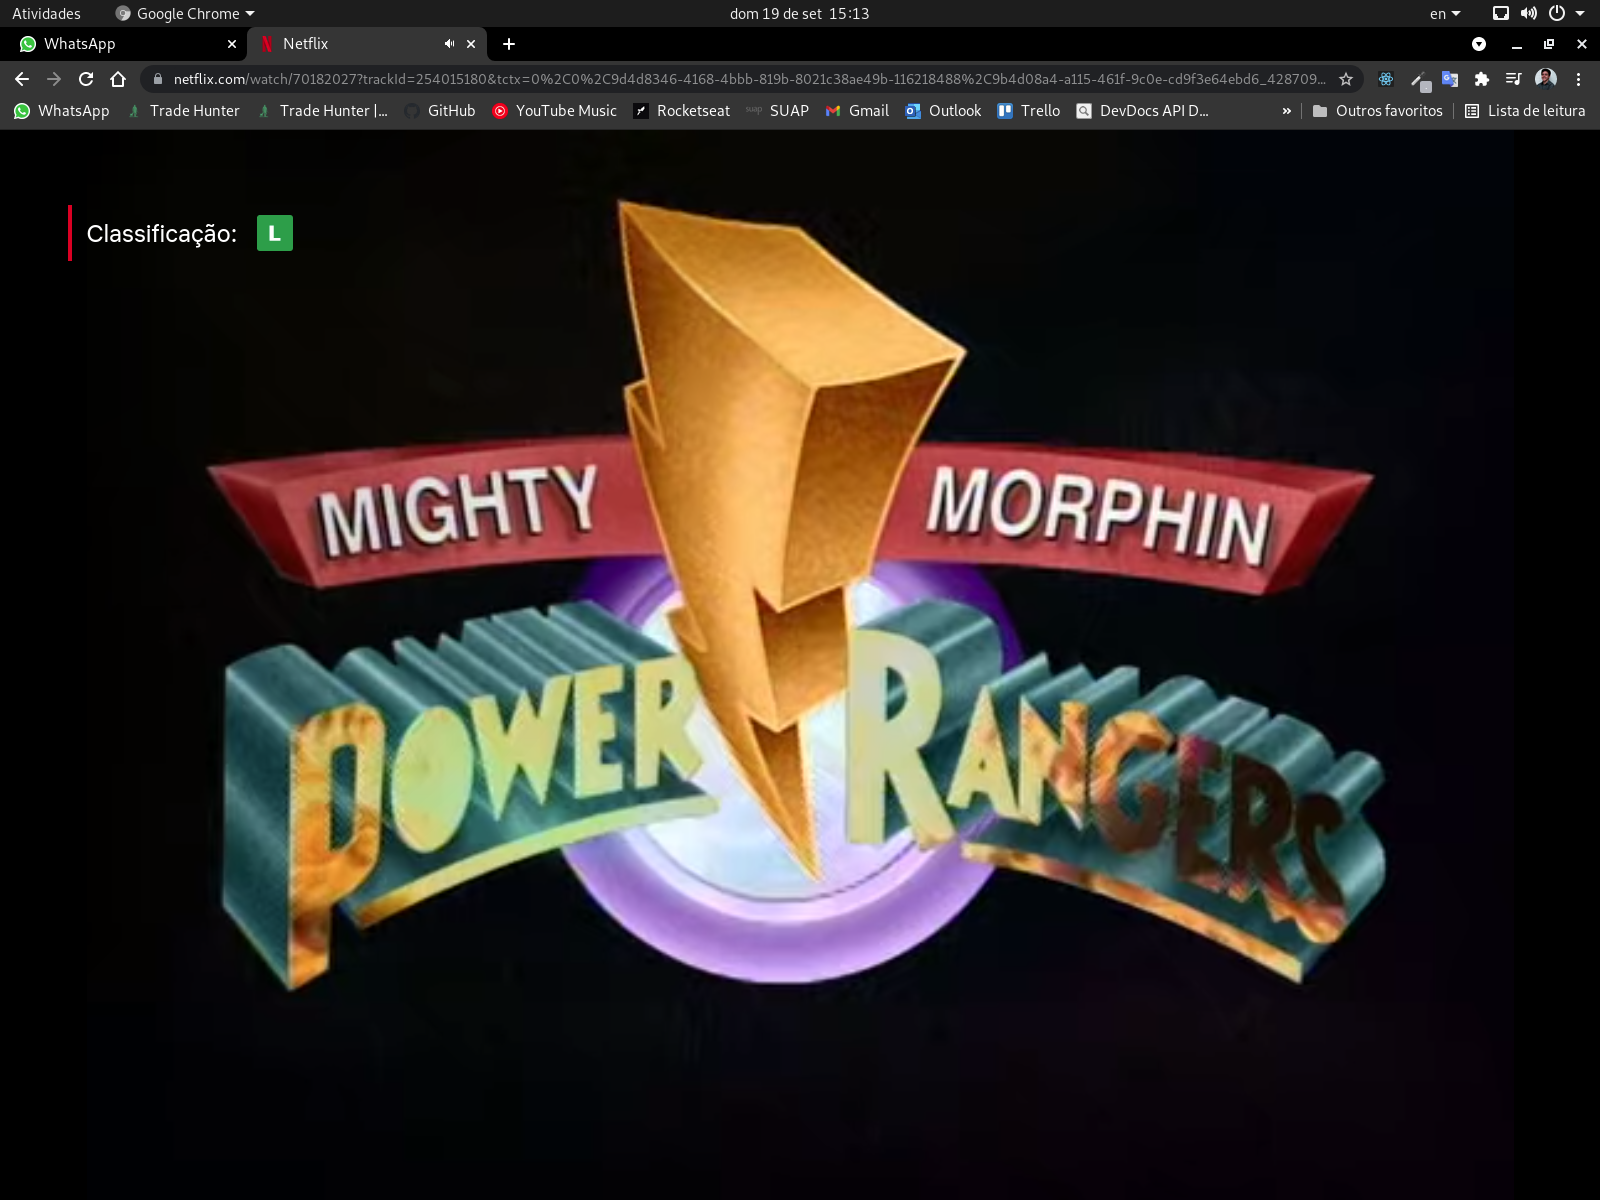 Atividades Google Chrome dom 19 de set 15:13 en
WhatsApp Netflix
netflix.com/watch/70182027?trackId=254015180&tctx=0%2C0%2C9d4d8346-4168-4bbb-819b-8021c38ae49b-116218488%2C9b4d08a4-a115-461f-9c0e-cd9f3e64ebd6_428709...
WhatsApp Trade Hunter Trade Hunter |... GitHub YouTube Music Rocketseat suap SUAP Gmail Outlook Trello DevDocs API D... » Outros favoritos Lista de leitura
Classificação: L
MIGHTY MORPHIN
POWER RANGERS